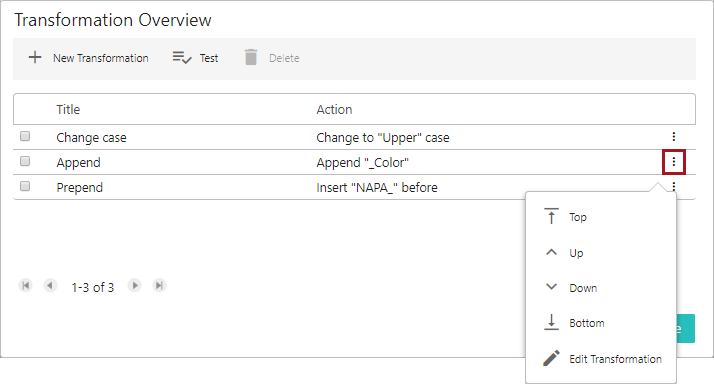 Transformation Overview
New Transformation Test Delete
Title Action
Change case Change to "Upper" case
Append Append "_Color"
Prepend Insert "NAPA_" before
Top
Up
1-3 of 3
Down
Bottom
Edit Transformation